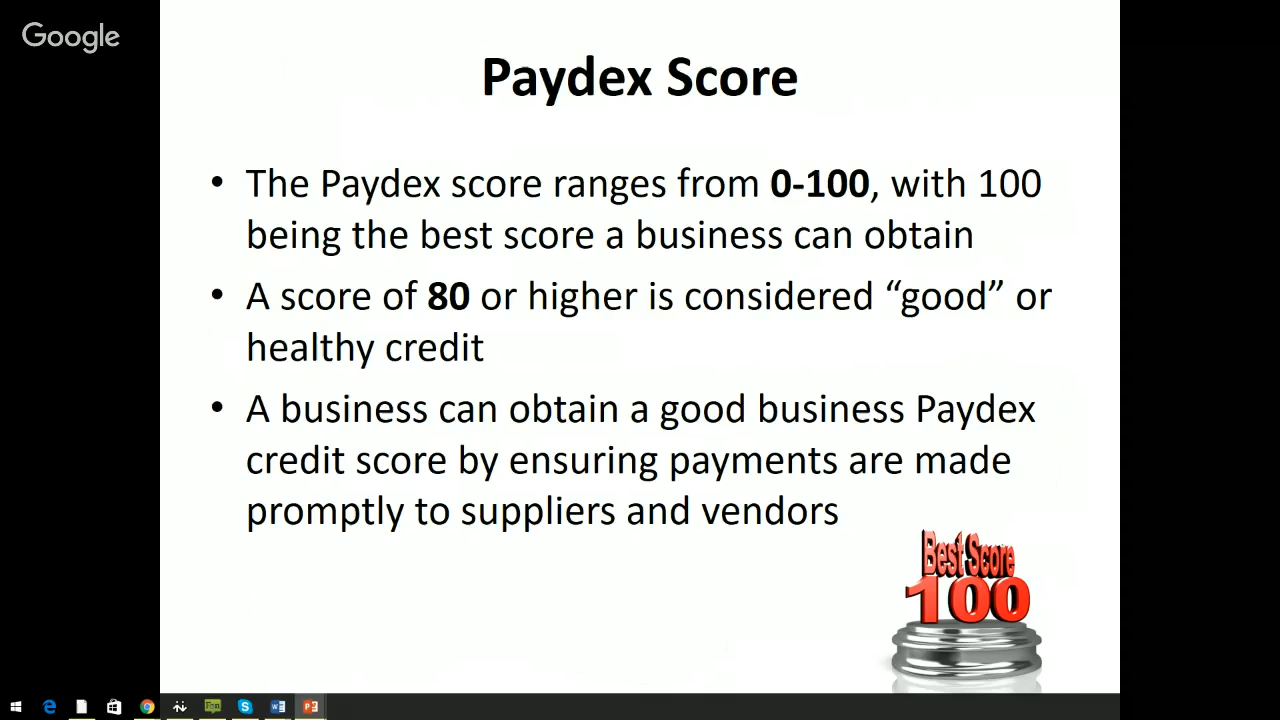 Google
Paydex Score
• The Paydex score ranges from 0-100, with 100
being the best score a business can obtain
• A score of 80 or higher is considered “good” or
healthy credit
• A business can obtain a good business Paydex
credit score by ensuring payments are made
promptly to suppliers and vendors
Best Score
100